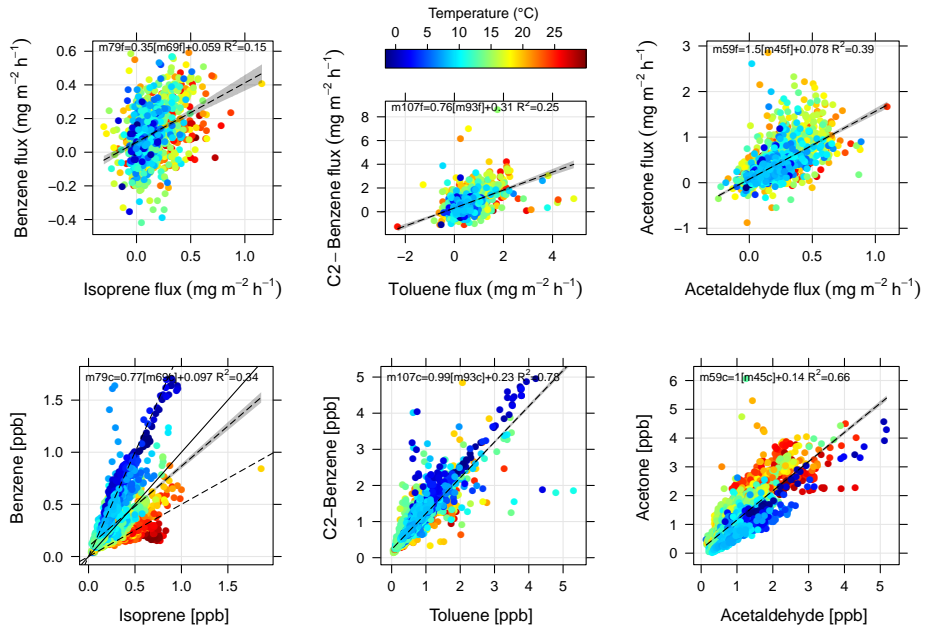 Temperature (°C)
0 5 10 15 20 25
m79f=0.35[m69f]+0.059 R²=0.15
Benzene flux (mg m⁻² h⁻¹)
0.6
0.4
0.2
0.0
−0.2
−0.4
0.0 0.5 1.0
Isoprene flux (mg m⁻² h⁻¹)
m107f=0.76[m93f]+0.31 R²=0.25
C2−Benzene flux (mg m⁻² h⁻¹)
8
6
4
2
0
−2 0 2 4
Toluene flux (mg m⁻² h⁻¹)
m59f=1.5[m45f]+0.078 R²=0.39
Acetone flux (mg m⁻² h⁻¹)
3
2
1
0
−1
0.0 0.5 1.0
Acetaldehyde flux (mg m⁻² h⁻¹)
m79c=0.77[m69c]+0.097 R²=0.34
Benzene [ppb]
1.5
1.0
0.5
0.0
0.0 0.5 1.0 1.5
Isoprene [ppb]
m107c=0.99[m93c]+0.23 R²=0.78
C2−Benzene [ppb]
5
4
3
2
1
0
0 1 2 3 4 5
Toluene [ppb]
m59c=1[m45c]+0.14 R²=0.66
Acetone [ppb]
6
5
4
3
2
1
0
0 1 2 3 4 5
Acetaldehyde [ppb]